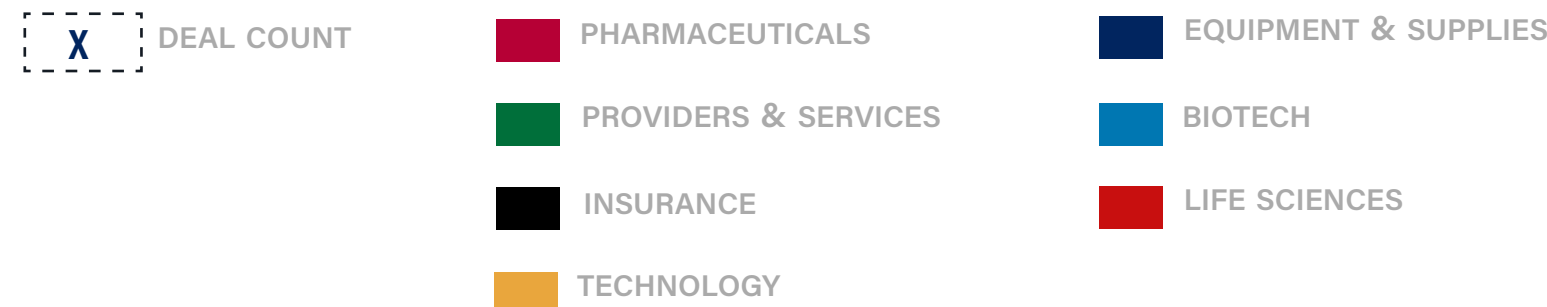 X DEAL COUNT
PHARMACEUTICALS
EQUIPMENT & SUPPLIES
PROVIDERS & SERVICES
BIOTECH
INSURANCE
LIFE SCIENCES
TECHNOLOGY